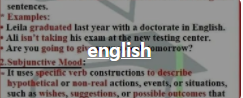 sentences.
* Examples:
* Leila graduated last year with a doctorate in English.
* Ali isn't taking his exam at the new testing center.
* Are you going to give tomorrow?
english
2.Subjunctive Mood:
- It uses specific verb constructions to describe
hypothetical or non-real actions, events, or situations,
such as wishes, suggestions, or possible outcomes that